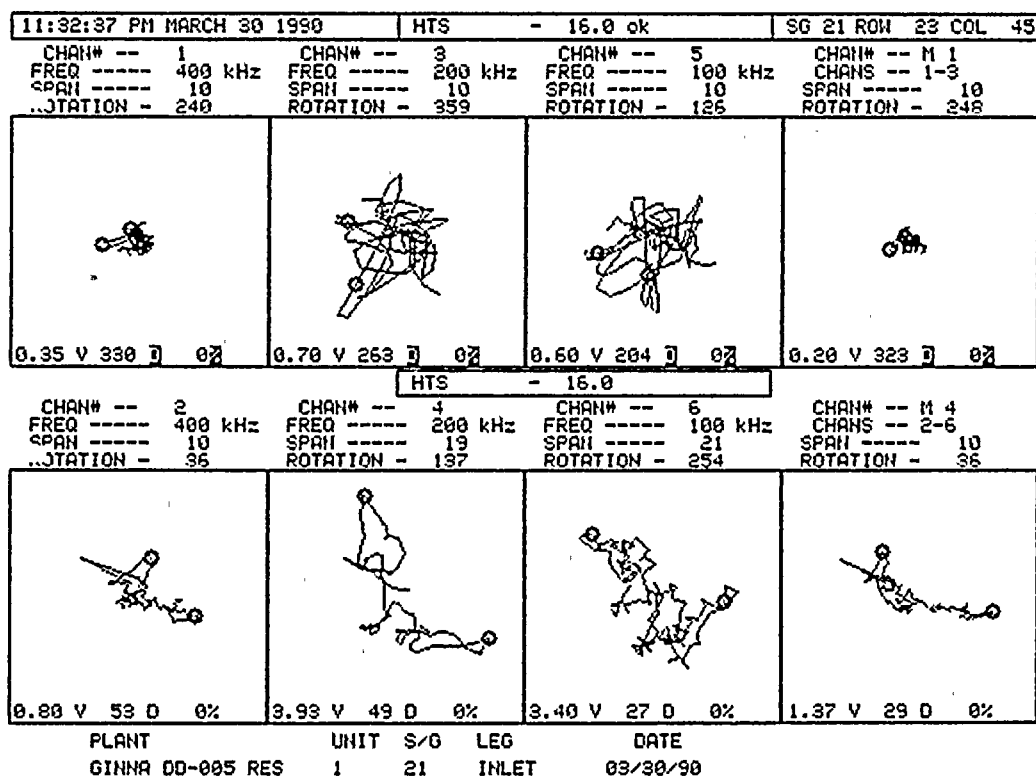 11:32:37 PM MARCH 30 1990 HTS - 16.0 ok SG 21 ROW 23 COL 45
CHAN# -- 1 CHAN# -- 3 CHAN# -- 5 CHAN# -- M 1
FREQ ----- 400 kHz FREQ ----- 200 kHz FREQ ----- 100 kHz CHANS -- 1-3
SPAN ----- 10 SPAN ----- 10 SPAN ----- 10 SPAN ----- 10
..OTATION - 240 ROTATION - 359 ROTATION - 126 ROTATION - 248
0.35 V 330 D 0% 0.70 V 263 D 0% 0.60 V 204 D 0% 0.20 V 323 D 0%
HTS - 16.0
CHAN# -- 2 CHAN# -- 4 CHAN# -- 6 CHAN# -- M 4
FREQ ----- 400 kHz FREQ ----- 200 kHz FREQ ----- 100 kHz CHANS -- 2-6
SPAN ----- 10 SPAN ----- 19 SPAN ----- 21 SPAN ----- 10
..OTATION - 36 ROTATION - 137 ROTATION - 254 ROTATION - 36
0.80 V 53 D 0% 3.93 V 49 D 0% 3.40 V 27 D 0% 1.37 V 29 D 0%
PLANT UNIT S/G LEG DATE
GINNA DD-005 RES 1 21 INLET 03/30/90